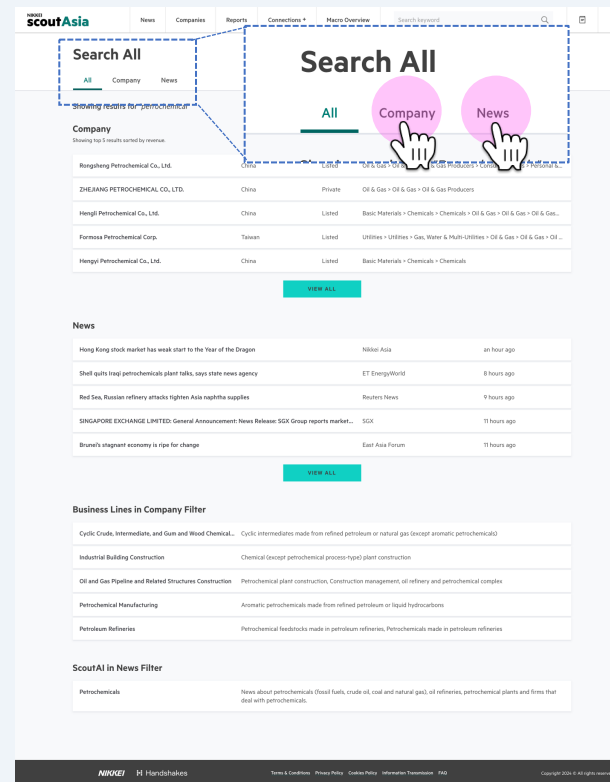 NIKKEI
scoutAsia
News Companies Reports Connections + Macro Overview Search keyword
Search All
All Company News
Search All
All Company News
Showing results for "petrochemical"
Company
Showing top 5 results sorted by revenue.
Rongsheng Petrochemical Co., Ltd. China Listed Oil & Gas > Oil & Gas > Oil & Gas Producers > > Personal &...
ZHEJIANG PETROCHEMICAL CO., LTD. China Private Oil & Gas > Oil & Gas > Oil & Gas Producers
Hengli Petrochemical Co., Ltd. China Listed Basic Materials > Chemicals > Chemicals > Oil & Gas > Oil & Gas > Oil & Gas...
Formosa Petrochemical Corp. Taiwan Listed Utilities > Utilities > Gas, Water & Multi-Utilities > Oil & Gas > Oil & Gas > Oil ...
Hengyi Petrochemical Co., Ltd. China Listed Basic Materials > Chemicals > Chemicals
VIEW ALL
News
Hong Kong stock market has weak start to the Year of the Dragon Nikkei Asia an hour ago
Shell quits Iraqi petrochemicals plant talks, says state news agency ET EnergyWorld 8 hours ago
Red Sea, Russian refinery attacks tighten Asia naphtha supplies Reuters News 9 hours ago
SINGAPORE EXCHANGE LIMITED: General Announcement: News Release: SGX Group reports market... SGX 11 hours ago
Brunei's stagnant economy is ripe for change East Asia Forum 11 hours ago
VIEW ALL
Business Lines in Company Filter
Cyclic Crude, Intermediate, and Gum and Wood Chemical... Cyclic intermediates made from refined petroleum or natural gas (except aromatic petrochemicals)
Industrial Building Construction Chemical (except petrochemical process-type) plant construction
Oil and Gas Pipeline and Related Structures Construction Petrochemical plant construction, Construction management, oil refinery and petrochemical complex
Petrochemical Manufacturing Aromatic petrochemicals made from refined petroleum or liquid hydrocarbons
Petroleum Refineries Petrochemical feedstocks made in petroleum refineries, Petrochemicals made in petroleum refineries
ScoutAI in News Filter
Petrochemicals News about petrochemicals (fossil fuels, crude oil, coal and natural gas), oil refineries, petrochemical plants and firms that
deal with petrochemicals.
NIKKEI Handshakes Terms & Conditions Privacy Policy Cookies Policy Information Transmission FAQ Copyright 2024 © All rights reserve